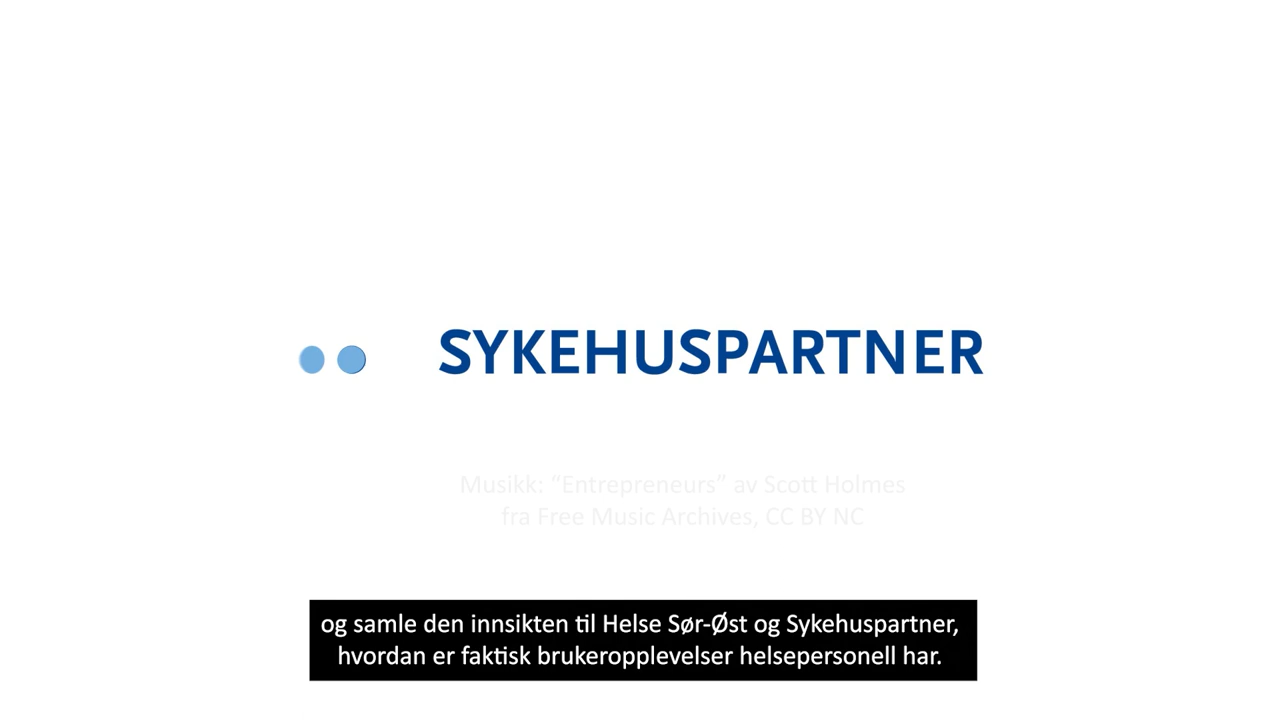 SYKEHUSPARTNER
Musikk: “Entrepreneurs” av Scott Holmes
fra Free Music Archives, CC BY NC
og samle den innsikten til Helse Sør-Øst og Sykehuspartner,
hvordan er faktisk brukeropplevelser helsepersonell har.